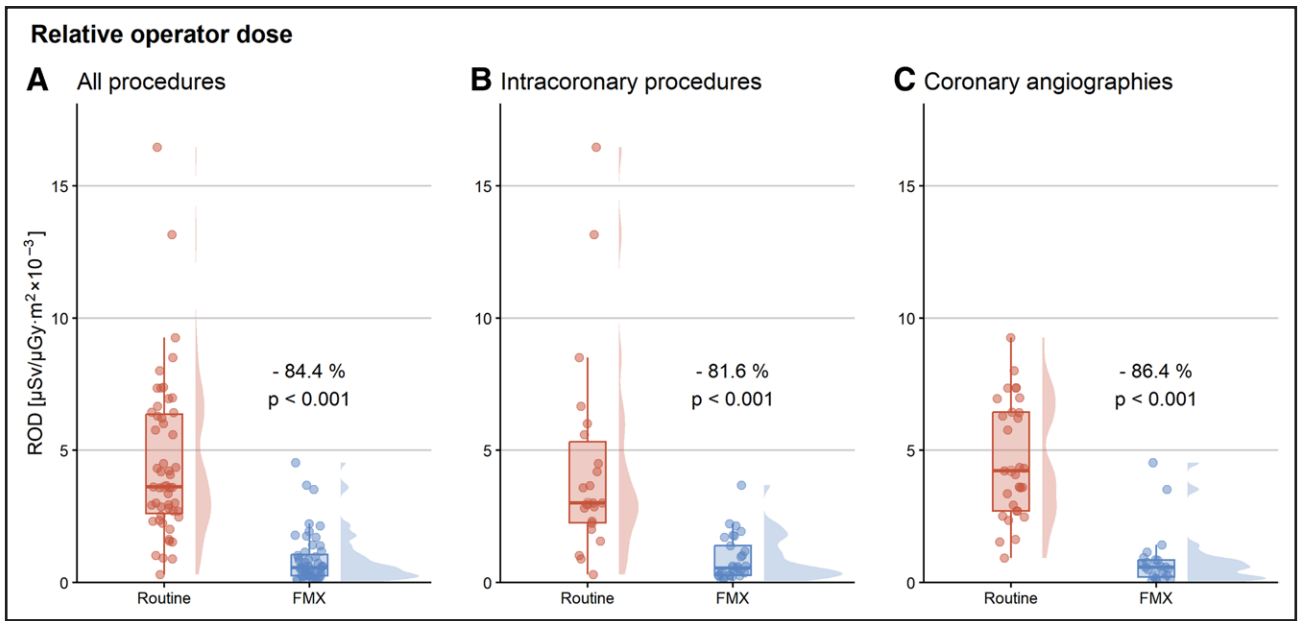 Relative operator dose
A All procedures
B Intracoronary procedures
C Coronary angiographies
ROD [µSv/µGy·m²×10⁻³]
15
10
5
0
- 84.4 %
p < 0.001
Routine
FMX
15
10
5
0
- 81.6 %
p < 0.001
Routine
FMX
15
10
5
0
- 86.4 %
p < 0.001
Routine
FMX